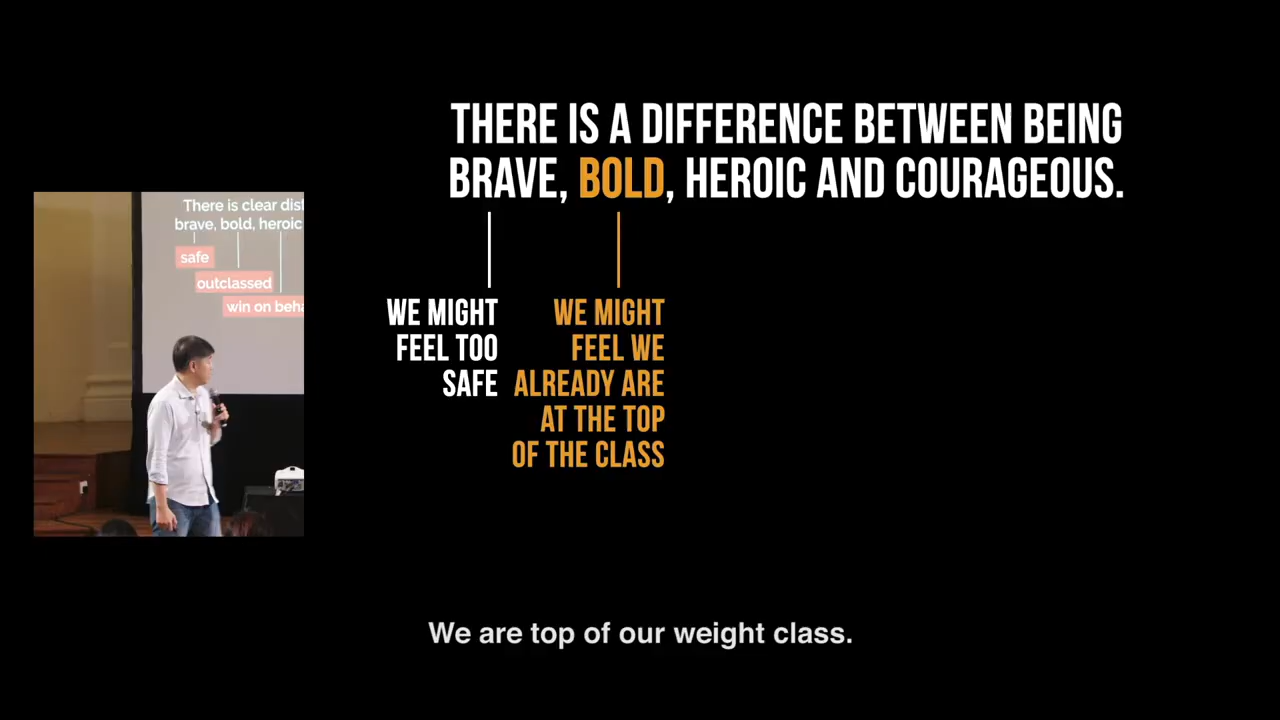 THERE IS A DIFFERENCE BETWEEN BEING
BRAVE, BOLD, HEROIC AND COURAGEOUS.
There is clear
brave, bold, heroic
safe
outclassed
win on
WE MIGHT
FEEL TOO
SAFE
WE MIGHT
FEEL WE
ALREADY ARE
AT THE TOP
OF THE CLASS
We are top of our weight class.